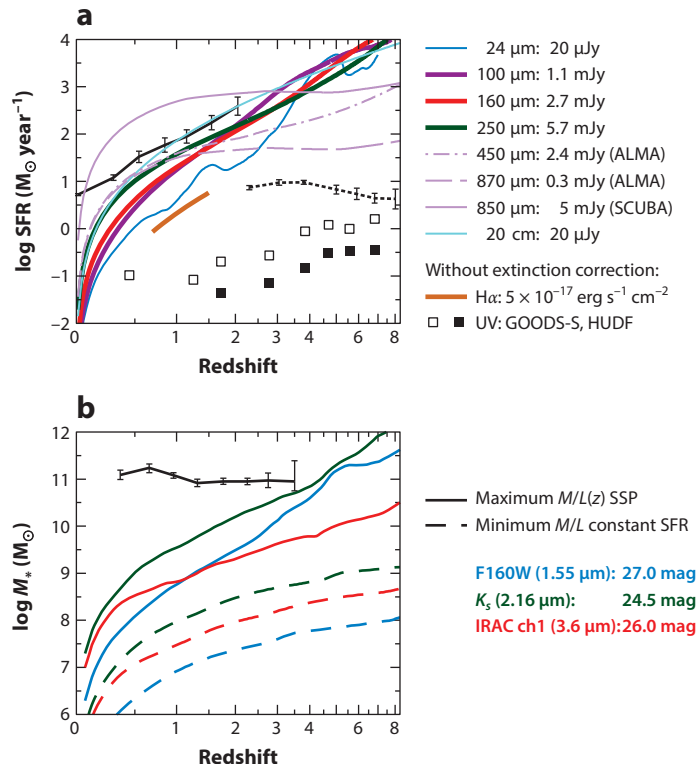 a
4
3
2
1
0
−1
−2
log SFR (M⊙ year−1)
0 1 2 3 4 5 6 7 8
Redshift
24 μm: 20 μJy
100 μm: 1.1 mJy
160 μm: 2.7 mJy
250 μm: 5.7 mJy
450 μm: 2.4 mJy (ALMA)
870 μm: 0.3 mJy (ALMA)
850 μm: 5 mJy (SCUBA)
20 cm: 20 μJy
Without extinction correction:
Hα: 5 × 10−17 erg s−1 cm−2
UV: GOODS-S, HUDF
b
12
11
10
9
8
7
6
log M* (M⊙)
0 1 2 3 4 5 6 7 8
Redshift
Maximum M/L(z) SSP
Minimum M/L constant SFR
F160W (1.55 μm): 27.0 mag
Ks (2.16 μm): 24.5 mag
IRAC ch1 (3.6 μm): 26.0 mag